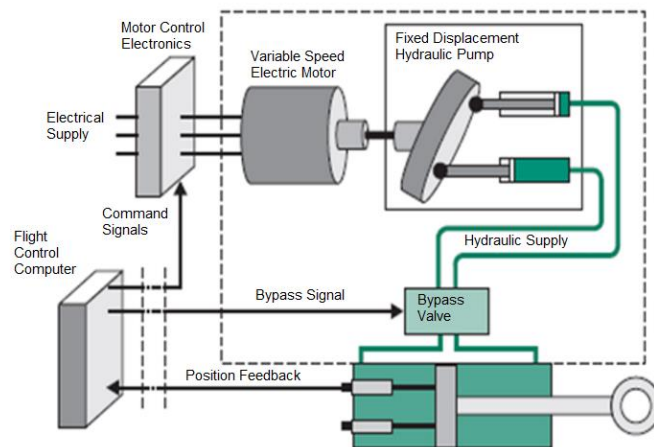 Motor Control
Electronics
Variable Speed
Electric Motor
Fixed Displacement
Hydraulic Pump
Electrical
Supply
Command
Signals
Flight
Control
Computer
Hydraulic Supply
Bypass Signal
Bypass
Valve
Position Feedback